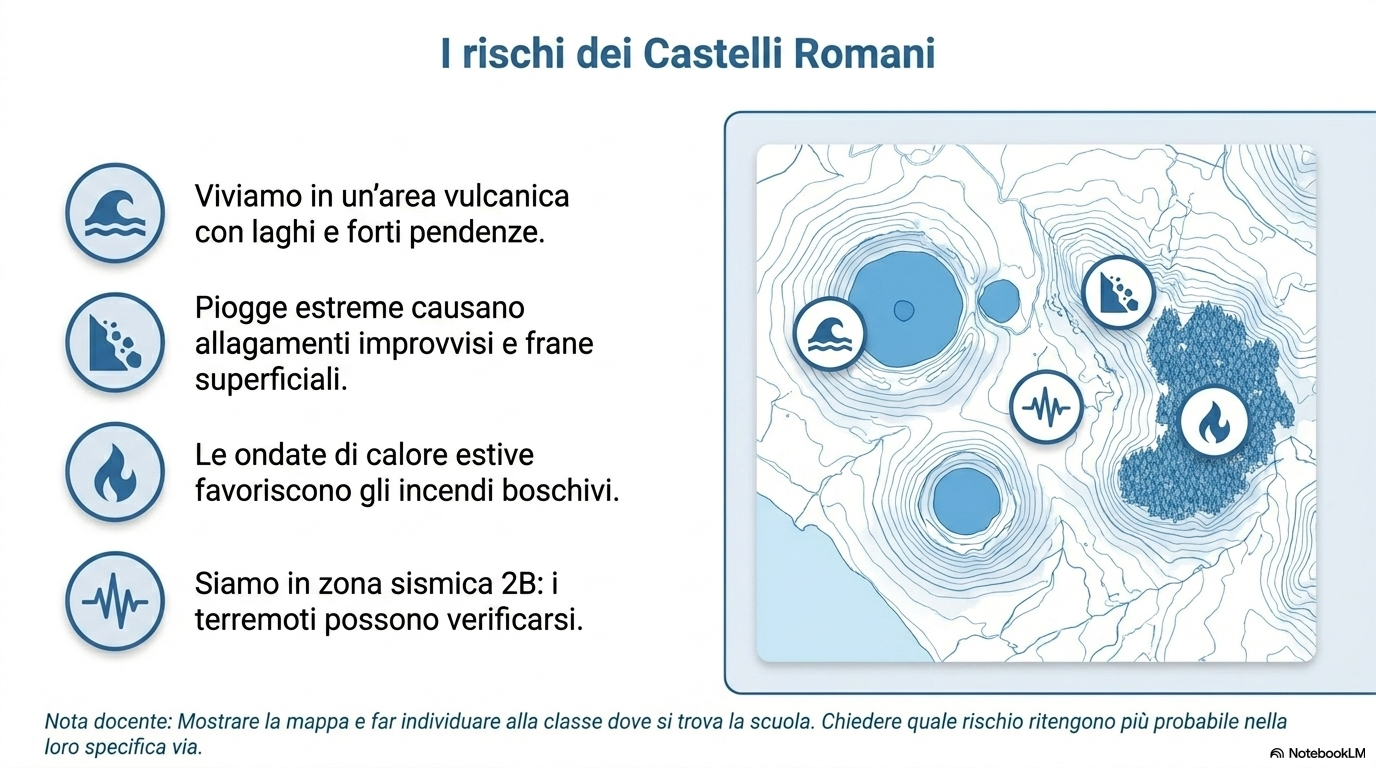 I rischi dei Castelli Romani
Viviamo in un’area vulcanica
con laghi e forti pendenze.
Piogge estreme causano
allagamenti improvvisi e frane
superficiali.
Le ondate di calore estive
favoriscono gli incendi boschivi.
Siamo in zona sismica 2B: i
terremoti possono verificarsi.
Nota docente: Mostrare la mappa e far individuare alla classe dove si trova la scuola. Chiedere quale rischio ritengono più probabile nella
loro specifica via.
NotebookLM